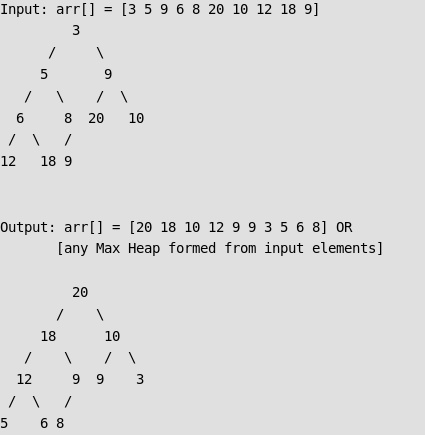 Input: arr[] = [3 5 9 6 8 20 10 12 18 9]
3
/ \
5 9
/ \ / \
6 8 20 10
/ \ /
12 18 9
Output: arr[] = [20 18 10 12 9 9 3 5 6 8] OR
[any Max Heap formed from input elements]
20
/ \
18 10
/ \ / \
12 9 9 3
/ \ /
5 6 8